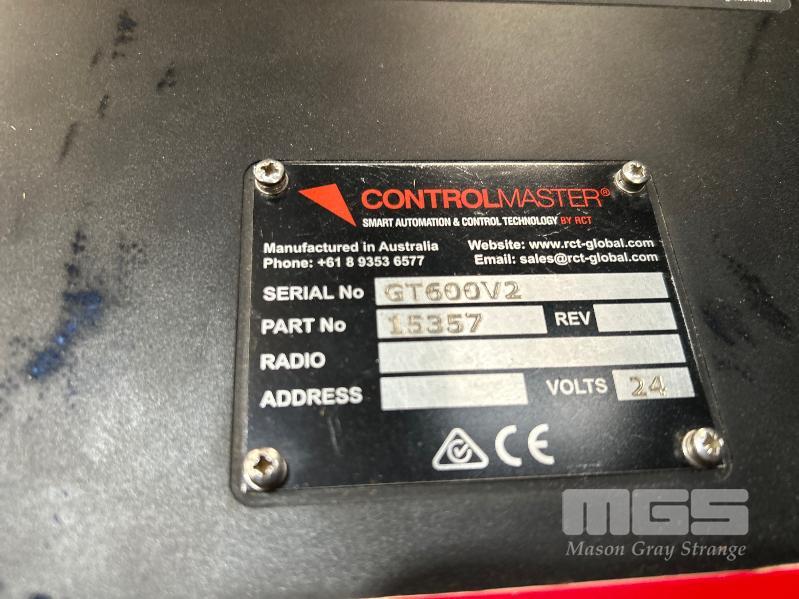 CONTROLMASTER®
SMART AUTOMATION & CONTROL TECHNOLOGY BY RCT
Manufactured in Australia Website: www.rct-global.com
Phone: +61 8 9353 6577 Email: sales@rct-global.com
SERIAL No GT600V2
PART No 15357 REV
RADIO
ADDRESS VOLTS 24
CE
MGS
Mason Gray Strange